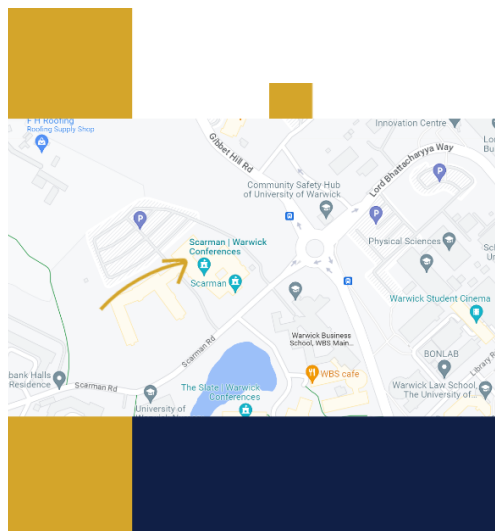 F H Roofing
Roofing Supply Shop
Innovation Centre
Gibbet Hill Rd
Lord Bhattacharyya Way
Community Safety Hub
of University of Warwick
P
P
P
Scarman | Warwick
Conferences
Physical Sciences
Scarman
Warwick Student Cinema
Scarman Rd
Warwick Business
School, WBS Main...
BONLAB
Library R
bank Halls
Residence
Scarman Rd
WBS cafe
The Slate | Warwick
Conferences
Warwick Law School,
The University of...
University of